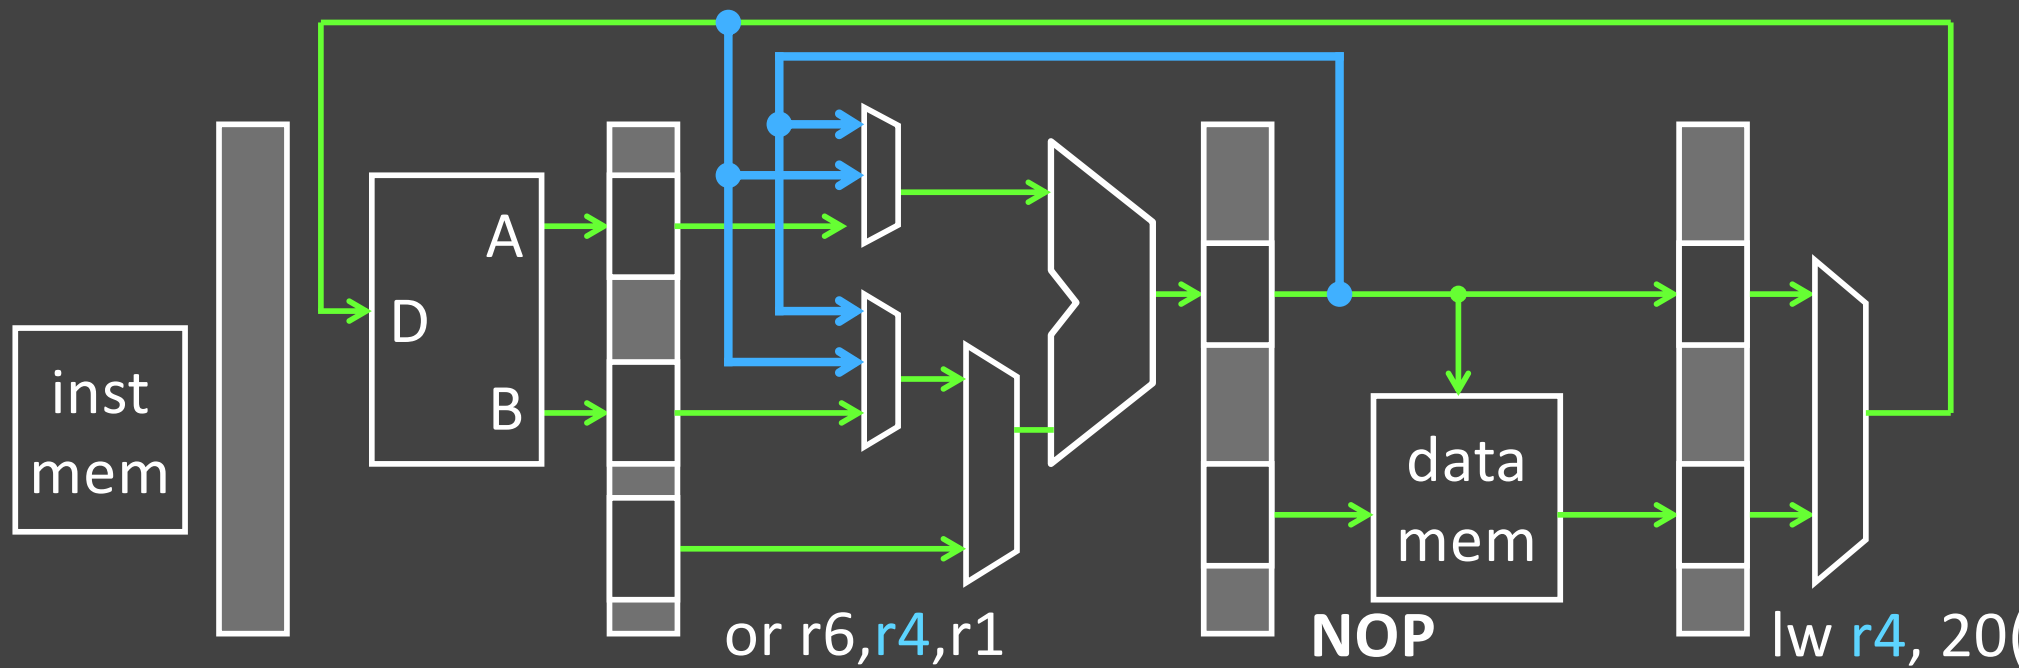 A
D
inst
mem
B
data
mem
or r6,r4,r1
NOP
lw r4, 20